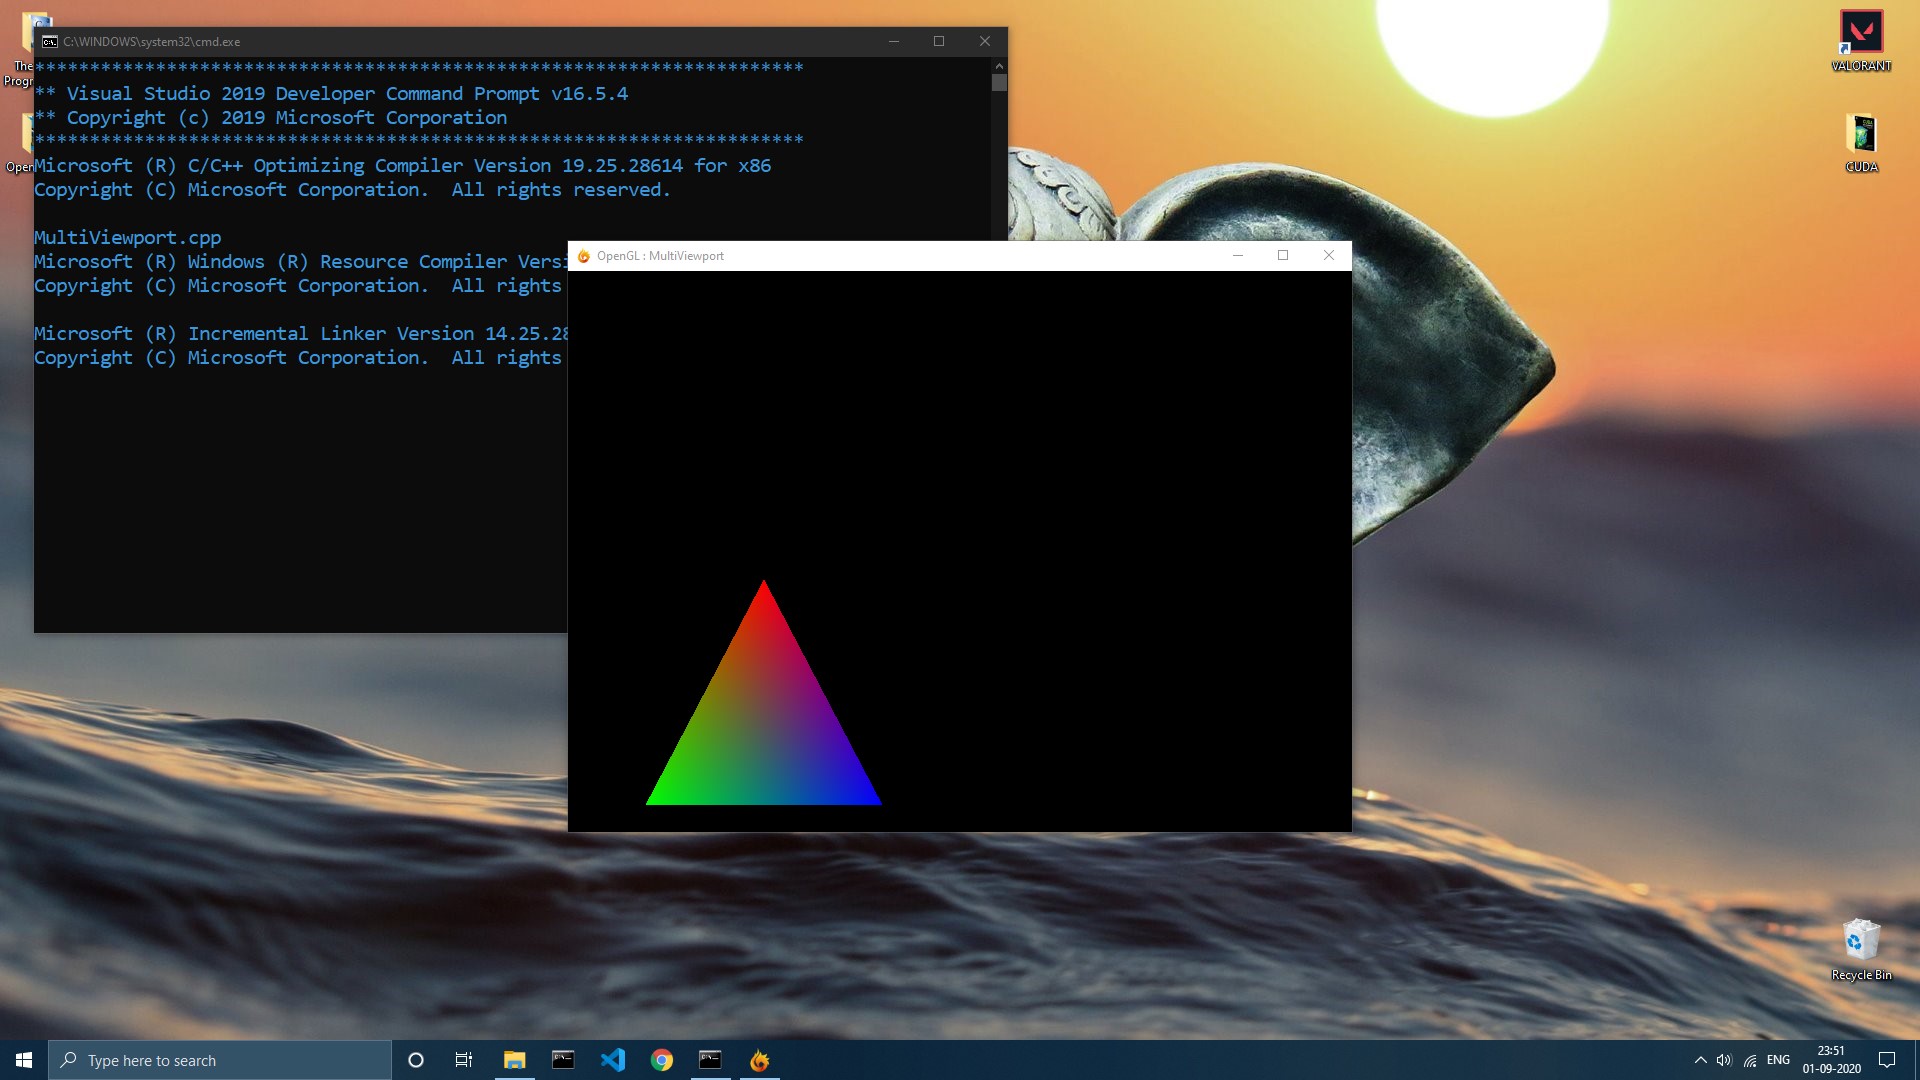 The
Progr
Open
C:\WINDOWS\system32\cmd.exe
**********************************************************************
** Visual Studio 2019 Developer Command Prompt v16.5.4
** Copyright (c) 2019 Microsoft Corporation
**********************************************************************
Microsoft (R) C/C++ Optimizing Compiler Version 19.25.28614 for x86
Copyright (C) Microsoft Corporation.  All rights reserved.
MultiViewport.cpp
Microsoft (R) Windows (R) Resource Compiler Versi
Copyright (C) Microsoft Corporation.  All rights
Microsoft (R) Incremental Linker Version 14.25.28
Copyright (C) Microsoft Corporation.  All rights
OpenGL : MultiViewport
VALORANT
CUDA
Recycle Bin
Type here to search
ENG
23:51
01-09-2020